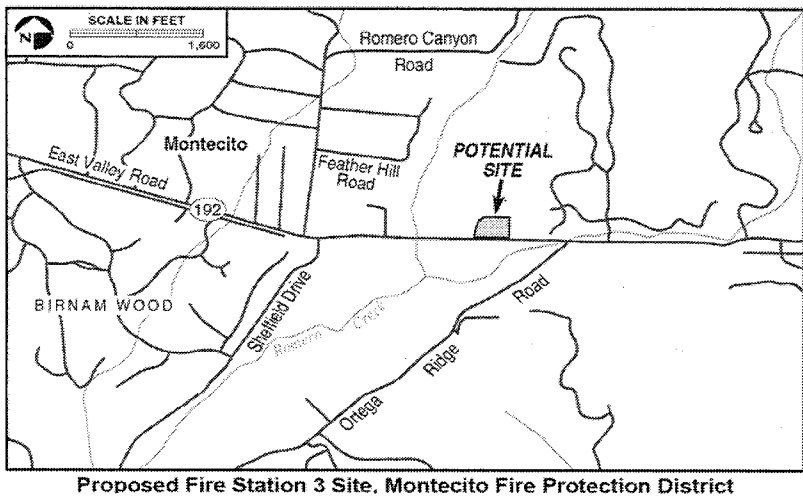 SCALE IN FEET
N
0 1,600
Romero Canyon
Road
Montecito
East Valley Road
Feather Hill
Road
POTENTIAL
SITE
192
BIRNAM WOOD
Sheffield Drive
Romero Creek
Ortega Ridge Road
Proposed Fire Station 3 Site, Montecito Fire Protection District